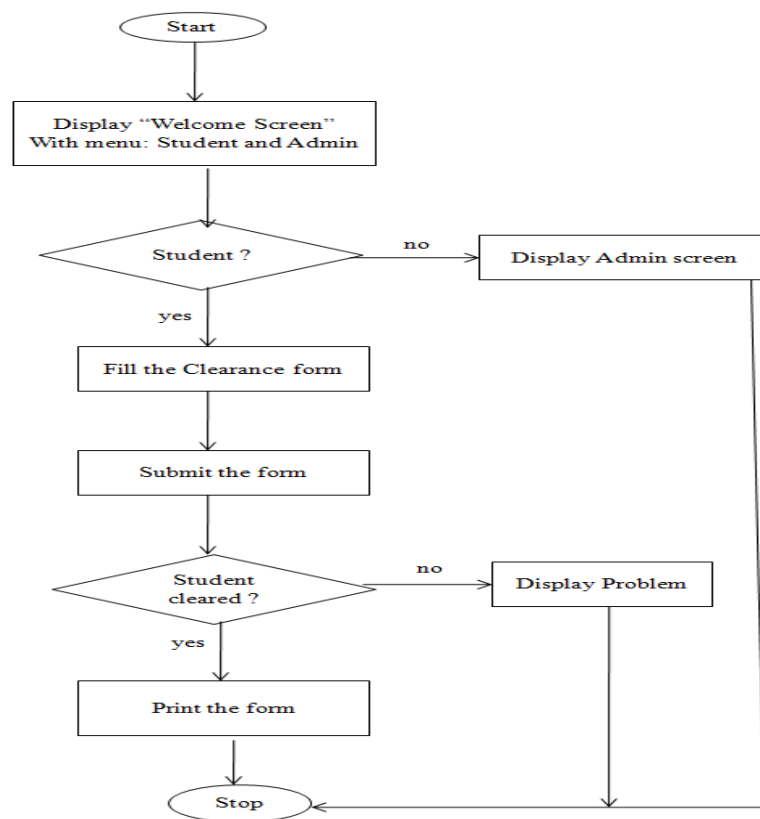 Start
Display “Welcome Screen”
With menu: Student and Admin
Student ?
no
Display Admin screen
yes
Fill the Clearance form
Submit the form
Student
cleared ?
no
Display Problem
yes
Print the form
Stop